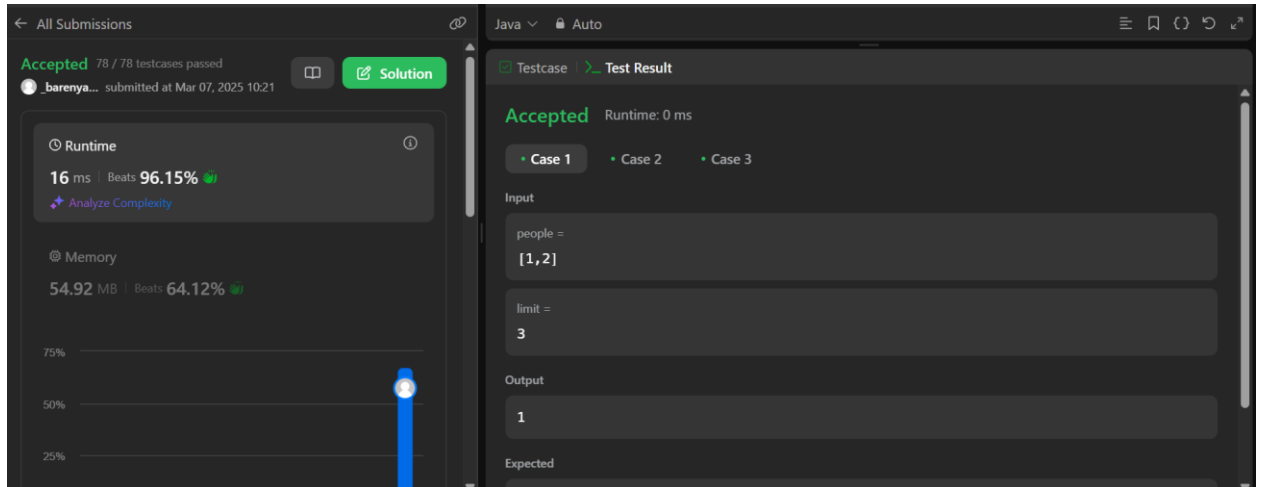 All Submissions
Accepted 78 / 78 testcases passed
_barenya... submitted at Mar 07, 2025 10:21
Solution
Runtime
16 ms | Beats 96.15%
Analyze Complexity
Memory
54.92 MB | Beats 64.12%
75%
50%
25%
Java Auto
Testcase | >_ Test Result
Accepted Runtime: 0 ms
• Case 1 • Case 2 • Case 3
Input
people =
[1,2]
limit =
3
Output
1
Expected